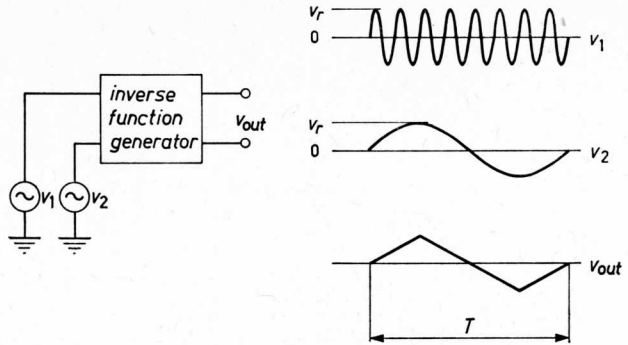 inverse
function
generator
Vout
V1
V2
Vr
0
V1
Vr
0
V2
Vout
T